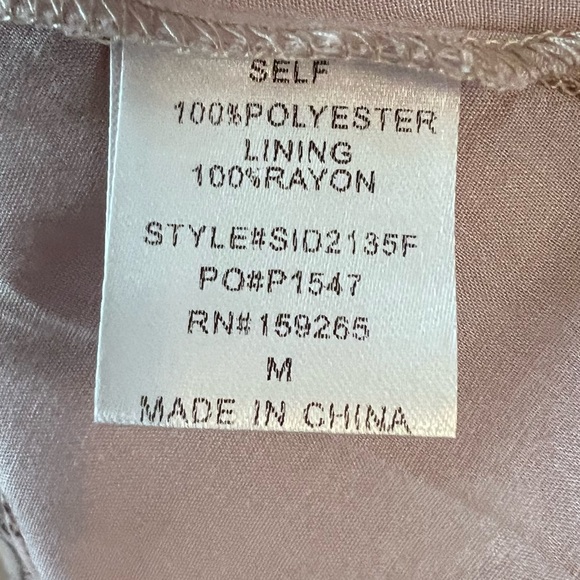 SELF
100%POLYESTER
LINING
100%RAYON
STYLE#SID2135F
PO#P1547
RN#159265
M
MADE IN CHINA